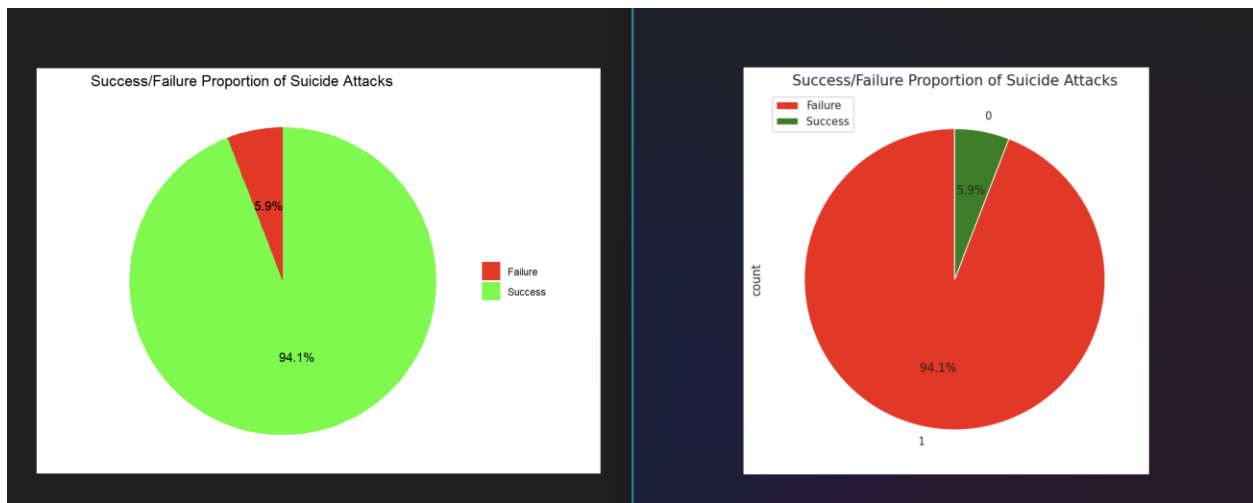 Success/Failure Proportion of Suicide Attacks
5.9%
Failure
Success
94.1%
Success/Failure Proportion of Suicide Attacks
Failure
Success
0
5.9%
count
94.1%
1